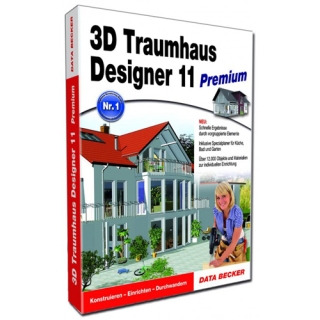 3D Traumhaus
Designer 11 Premium
Nr. 1
NEU:
Schnelle Ergebnisse
durch vorgruppierte Elemente
Inklusive Spezialplaner für Küche,
Bad und Garten
Über 12.000 Objekte und Materialien
zur individuellen Einrichtung
Konstruieren – Einrichten – Durchwandern
DATA BECKER
3D Traumhaus Designer 11 Premium
DATA BECKER